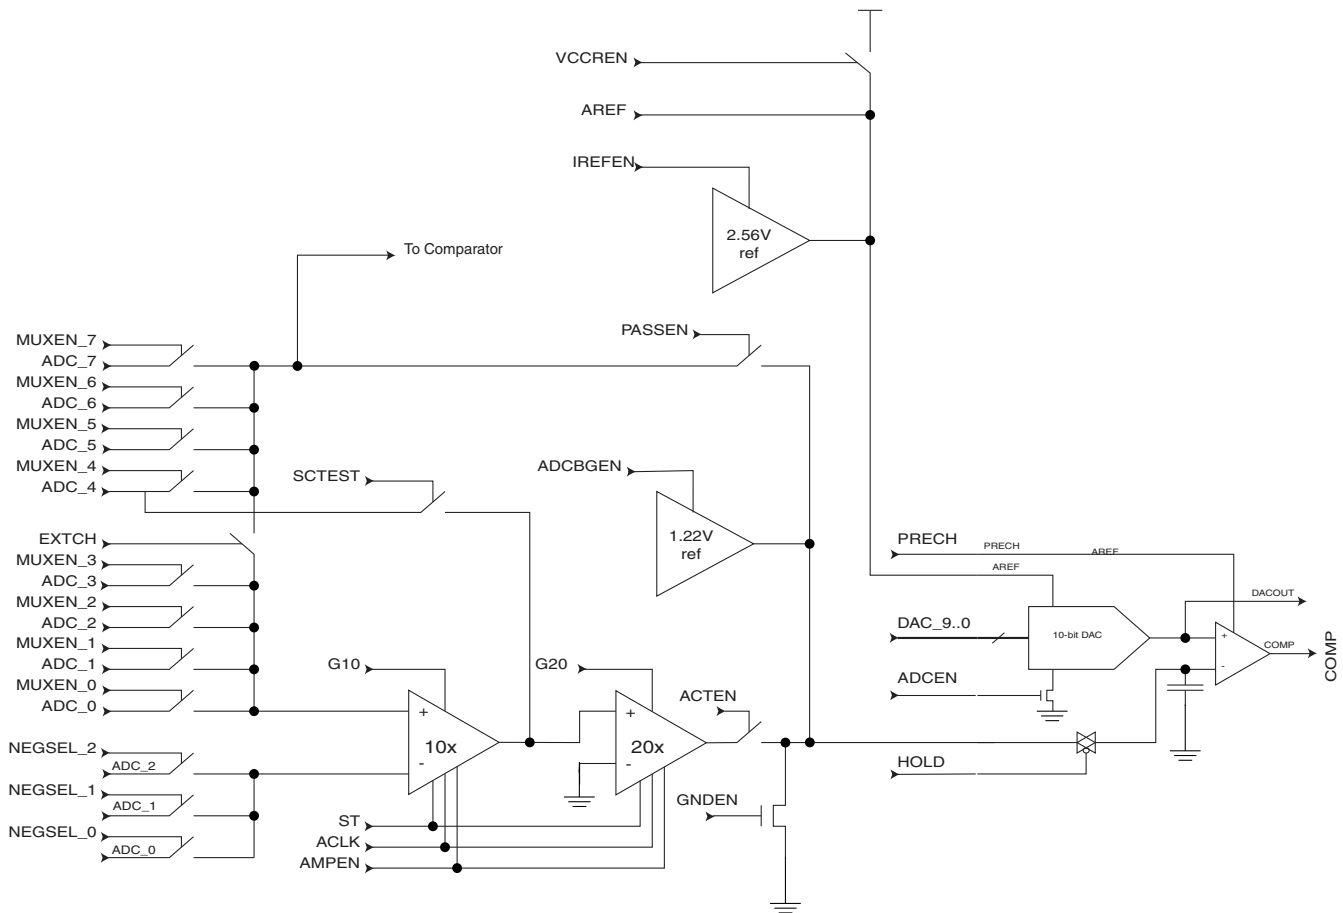 VCCREN
AREF
IREFEN
2.56V
ref
To Comparator
PASSEN
MUXEN_7
ADC_7
MUXEN_6
ADC_6
MUXEN_5
ADC_5
MUXEN_4
ADC_4
SCTEST
ADCBGEN
1.22V
ref
EXTCH
MUXEN_3
ADC_3
MUXEN_2
ADC_2
MUXEN_1
ADC_1
MUXEN_0
ADC_0
PRECH
PRECH
AREF
AREF
DACOUT
DAC_9..0
10-bit DAC
+
-
COMP
COMP
ADCEN
G10
+
10x
-
G20
+
20x
-
ACTEN
HOLD
NEGSEL_2
ADC_2
NEGSEL_1
ADC_1
NEGSEL_0
ADC_0
ST
ACLK
AMPEN
GNDEN